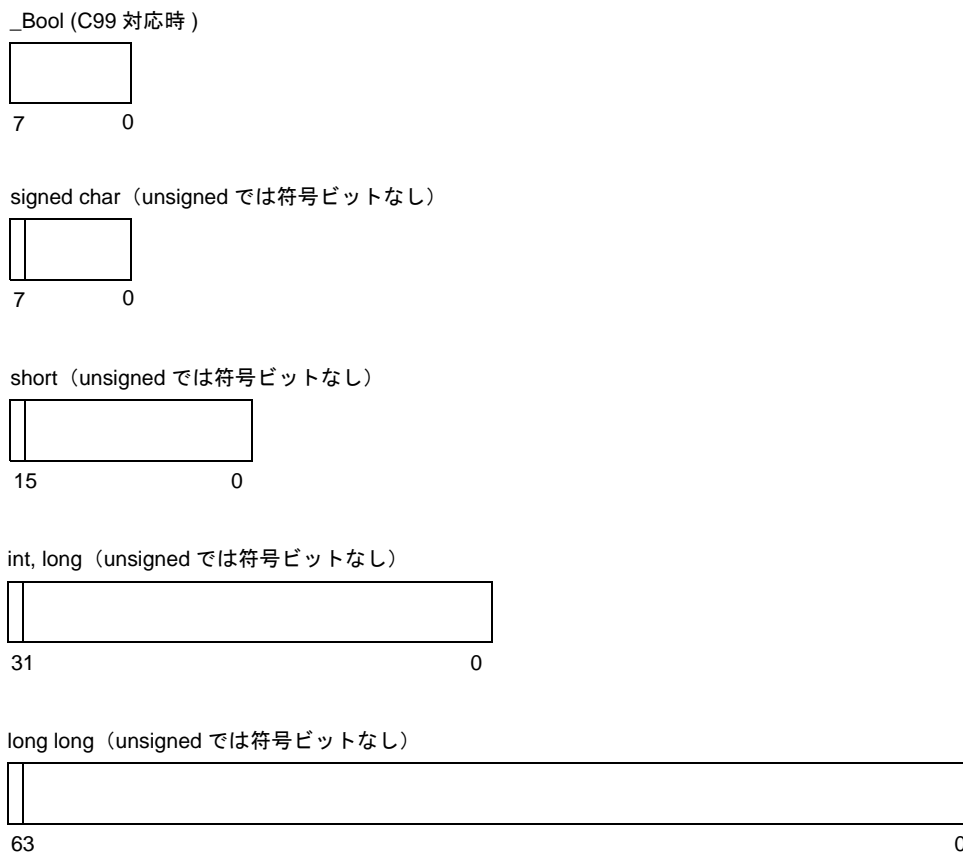 _Bool (C99 対応時 )
7 0
signed char（unsigned では符号ビットなし）
7 0
short（unsigned では符号ビットなし）
15 0
int, long（unsigned では符号ビットなし）
31 0
long long（unsigned では符号ビットなし）
63 0